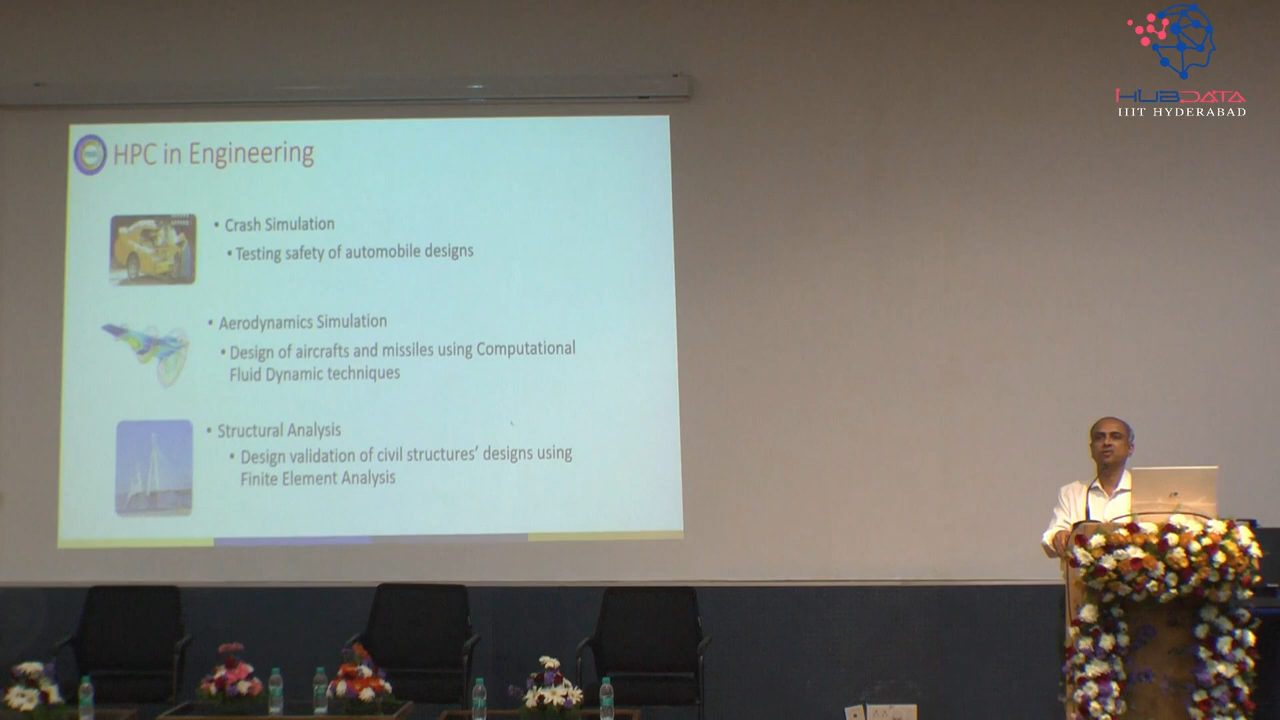 HPC in Engineering
• Crash Simulation
• Testing safety of automobile designs
• Aerodynamics Simulation
• Design of aircrafts and missiles using Computational
Fluid Dynamic techniques
• Structural Analysis
• Design validation of civil structures' designs using
Finite Element Analysis
iHUBDATA
IIIT HYDERABAD